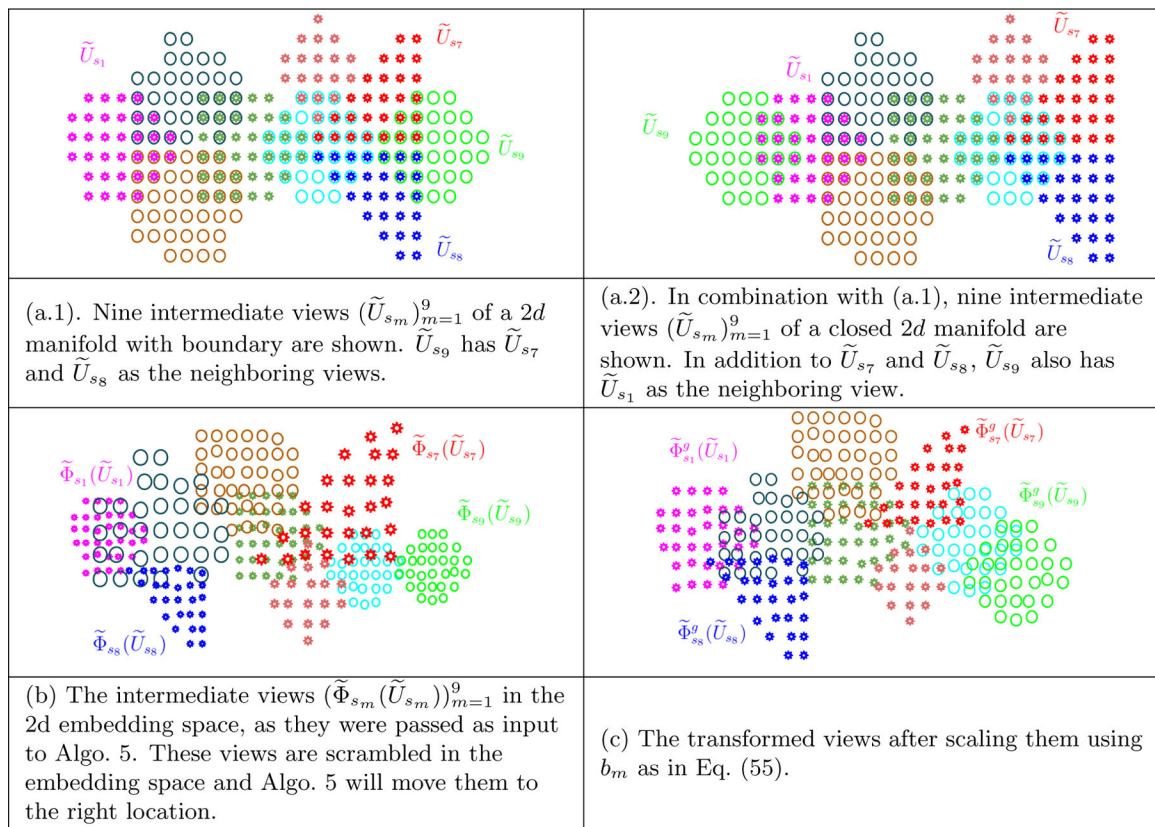 Ũ_{s_1}
Ũ_{s_7}
Ũ_{s_9}
Ũ_{s_8}
Ũ_{s_7}
Ũ_{s_1}
Ũ_{s_9}
Ũ_{s_8}
(a.1). Nine intermediate views (Ũ_{s_m})_{m=1}^9 of a 2d
manifold with boundary are shown. Ũ_{s_9} has Ũ_{s_7}
and Ũ_{s_8} as the neighboring views.
(a.2). In combination with (a.1), nine intermediate
views (Ũ_{s_m})_{m=1}^9 of a closed 2d manifold are
shown. In addition to Ũ_{s_7} and Ũ_{s_8}, Ũ_{s_9} also has
Ũ_{s_1} as the neighboring view.
Φ̃_{s_7}(Ũ_{s_7})
Φ̃_{s_1}(Ũ_{s_1})
Φ̃_{s_9}(Ũ_{s_9})
Φ̃_{s_8}(Ũ_{s_8})
Φ̃^g_{s_7}(Ũ_{s_7})
Φ̃^g_{s_1}(Ũ_{s_1})
Φ̃^g_{s_9}(Ũ_{s_9})
Φ̃^g_{s_8}(Ũ_{s_8})
(b) The intermediate views (Φ̃_{s_m}(Ũ_{s_m}))_{m=1}^9 in the
2d embedding space, as they were passed as input
to Algo. 5. These views are scrambled in the
embedding space and Algo. 5 will move them to
the right location.
(c) The transformed views after scaling them using
b_m as in Eq. (55).